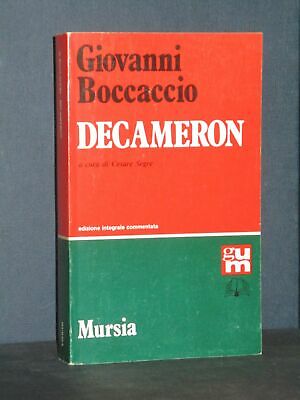 Giovanni
Boccaccio
DECAMERON
a cura di Cesare Segre
edizione integrale commentata
gum
Mursia